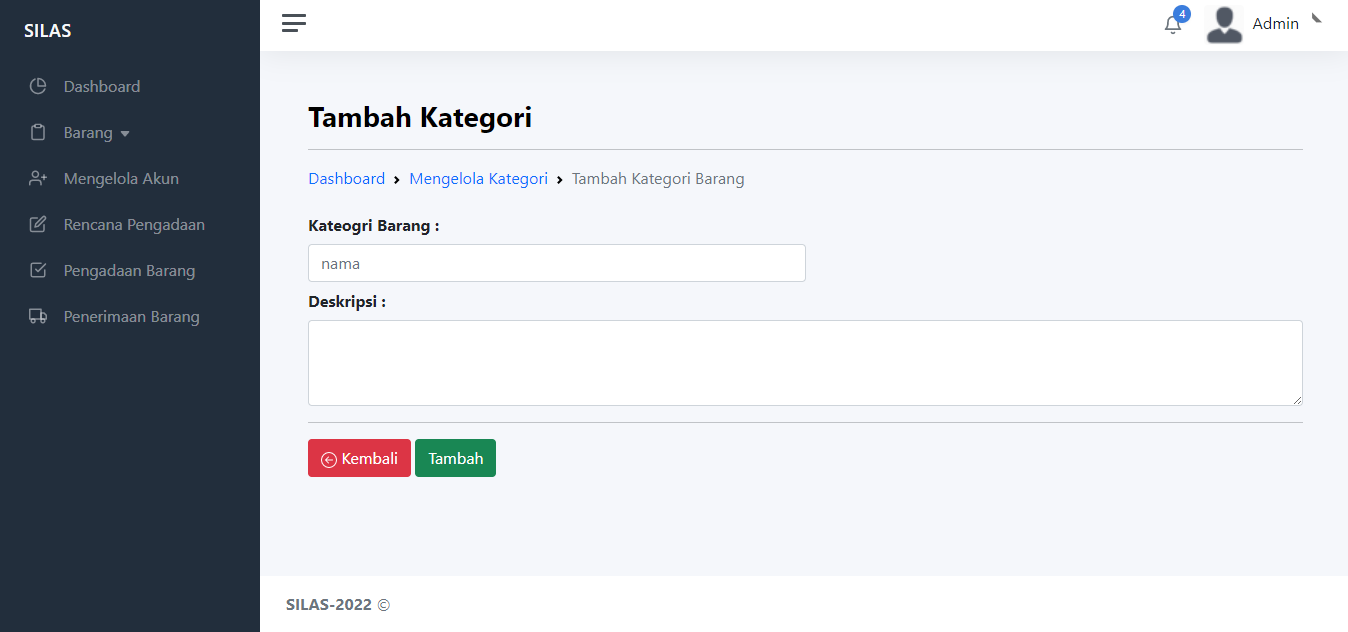 SILAS
4
Admin
Dashboard
Barang
Mengelola Akun
Rencana Pengadaan
Pengadaan Barang
Penerimaan Barang
Tambah Kategori
Dashboard › Mengelola Kategori › Tambah Kategori Barang
Kateogri Barang :
nama
Deskripsi :
Kembali Tambah
SILAS-2022 ©